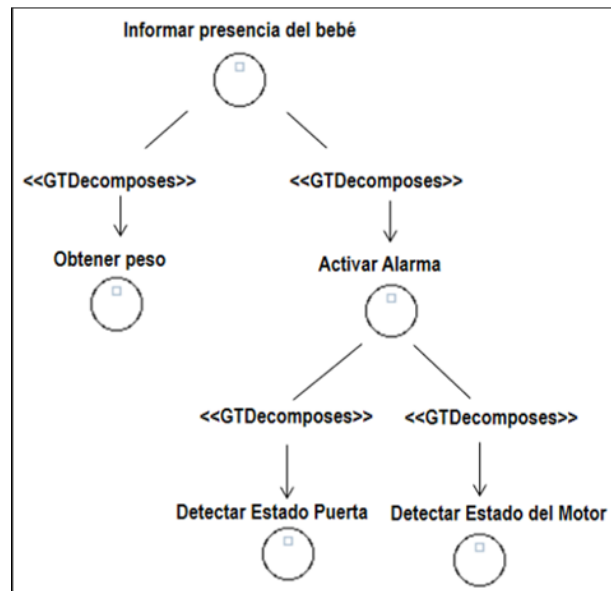 Informar presencia del bebé
<<GTDecomposes>> <<GTDecomposes>>
Obtener peso Activar Alarma
<<GTDecomposes>> <<GTDecomposes>>
Detectar Estado Puerta Detectar Estado del Motor